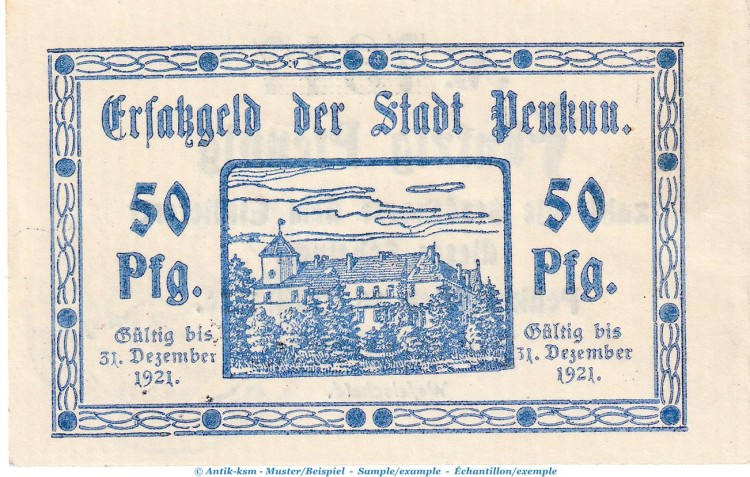 Ersatzgeld der Stadt Penkun.
50
Pfg.
Gültig bis
31. Dezember
1921.
50
Pfg.
Gültig bis
31. Dezember
1921.
© Antik-ksm - Muster/Beispiel - Sample/example - Échantillon/exemple